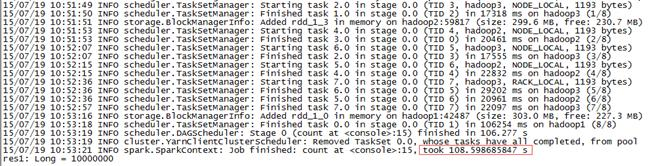 15/07/19 10:51:49 INFO scheduler.TaskSetManager: Starting task 2.0 in stage 0.0 (TID 3, hadoop3, NODE_LOCAL, 1193 bytes)
15/07/19 10:51:50 INFO scheduler.TaskSetManager: Finished task 1.0 in stage 0.0 (TID 2) in 17318 ms on hadoop3 (1/8)
15/07/19 10:51:51 INFO storage.BlockManagerInfo: Added rdd_1_3 in memory on hadoop2:59817 (size: 299.6 MB, free: 230.7 MB)
15/07/19 10:51:53 INFO scheduler.TaskSetManager: Starting task 4.0 in stage 0.0 (TID 4, hadoop2, NODE_LOCAL, 1193 bytes)
15/07/19 10:51:53 INFO scheduler.TaskSetManager: Finished task 3.0 in stage 0.0 (TID 0) in 20461 ms on hadoop2 (2/8)
15/07/19 10:52:07 INFO scheduler.TaskSetManager: Starting task 6.0 in stage 0.0 (TID 5, hadoop3, NODE_LOCAL, 1193 bytes)
15/07/19 10:52:07 INFO scheduler.TaskSetManager: Finished task 2.0 in stage 0.0 (TID 3) in 17555 ms on hadoop3 (3/8)
15/07/19 10:52:15 INFO scheduler.TaskSetManager: Starting task 5.0 in stage 0.0 (TID 6, hadoop2, NODE_LOCAL, 1193 bytes)
15/07/19 10:52:15 INFO scheduler.TaskSetManager: Finished task 4.0 in stage 0.0 (TID 4) in 22832 ms on hadoop2 (4/8)
15/07/19 10:52:36 INFO scheduler.TaskSetManager: Starting task 7.0 in stage 0.0 (TID 7, hadoop3, RACK_LOCAL, 1193 bytes)
15/07/19 10:52:36 INFO scheduler.TaskSetManager: Finished task 6.0 in stage 0.0 (TID 5) in 29202 ms on hadoop3 (5/8)
15/07/19 10:52:36 INFO scheduler.TaskSetManager: Finished task 5.0 in stage 0.0 (TID 6) in 20961 ms on hadoop2 (6/8)
15/07/19 10:52:57 INFO scheduler.TaskSetManager: Finished task 7.0 in stage 0.0 (TID 7) in 22097 ms on hadoop3 (7/8)
15/07/19 10:53:16 INFO storage.BlockManagerInfo: Added rdd_1_0 in memory on hadoop1:42487 (size: 303.0 MB, free: 227.3 MB)
15/07/19 10:53:18 INFO scheduler.TaskSetManager: Finished task 0.0 in stage 0.0 (TID 1) in 106254 ms on hadoop1 (8/8)
15/07/19 10:53:19 INFO scheduler.DAGScheduler: Stage 0 (count at <console>:15) finished in 106.277 s
15/07/19 10:53:19 INFO cluster.YarnClientClusterScheduler: Removed TaskSet 0.0, whose tasks have all completed, from pool
15/07/19 10:53:21 INFO spark.SparkContext: Job finished: count at <console>:15, took 108.598685847 s
res1: Long = 10000000